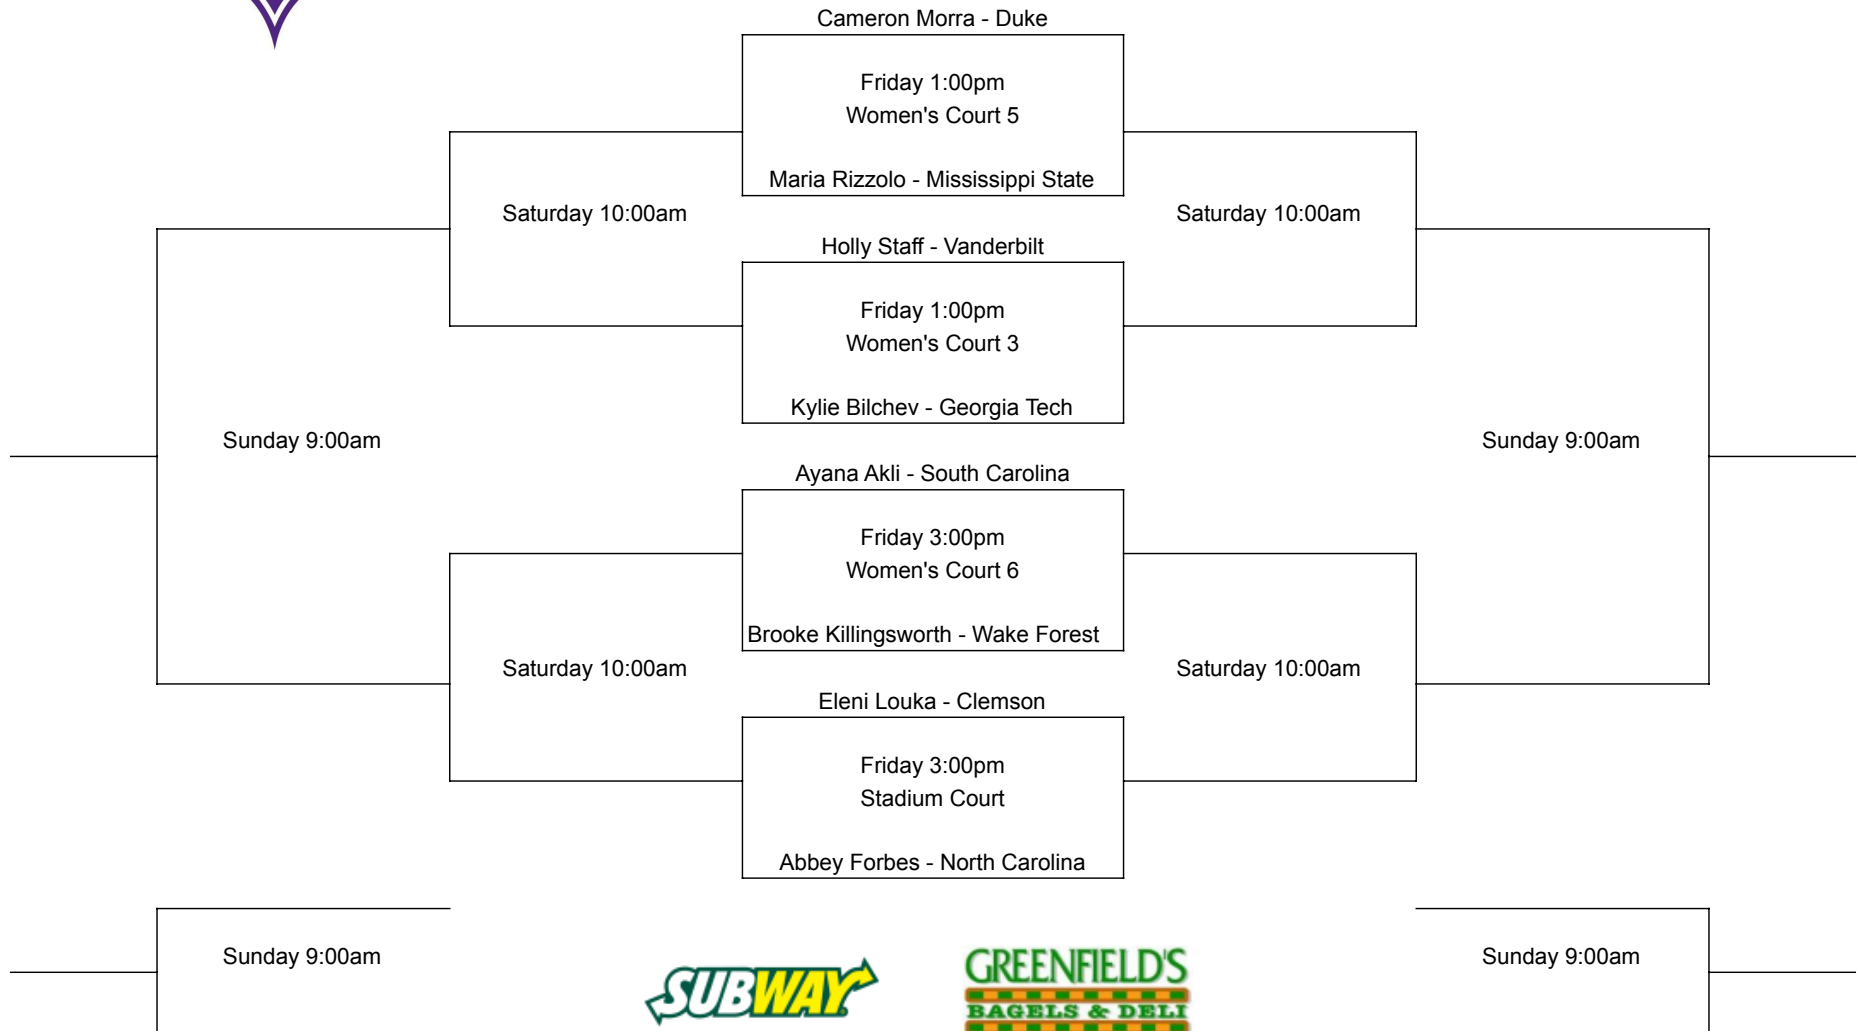 Cameron Morra - Duke
Friday 1:00pm
Women's Court 5
Maria Rizzolo - Mississippi State
Saturday 10:00am
Saturday 10:00am
Holly Staff - Vanderbilt
Friday 1:00pm
Women's Court 3
Kylie Bilchev - Georgia Tech
Sunday 9:00am
Sunday 9:00am
Ayana Akli - South Carolina
Friday 3:00pm
Women's Court 6
Brooke Killingsworth - Wake Forest
Saturday 10:00am
Saturday 10:00am
Eleni Louka - Clemson
Friday 3:00pm
Stadium Court
Abbey Forbes - North Carolina
Sunday 9:00am
Sunday 9:00am
SUBWAY
GREENFIELD'S
BAGELS & DELI